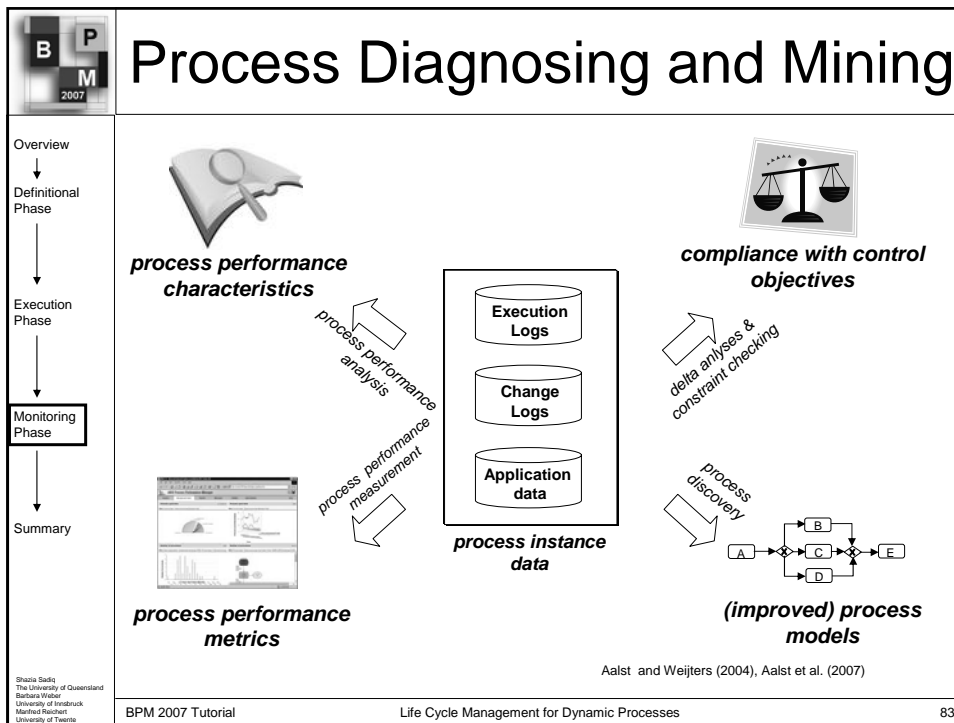 B P
M
2007
Process Diagnosing and Mining
Overview
Definitional
Phase
Execution
Phase
Monitoring
Phase
Summary
process performance
characteristics
compliance with control
objectives
process performance
analysis
delta anlyses &
constraint checking
Execution
Logs
Change
Logs
Application
data
process instance
data
process performance
measurement
process
discovery
A
B
C
D
E
X
X
process performance
metrics
(improved) process
models
Aalst and Weijters (2004), Aalst et al. (2007)
Shazia Sadiq
The University of Queensland
Barbara Weber
University of Innsbruck
Manfred Reichert
University of Twente
BPM 2007 Tutorial
Life Cycle Management for Dynamic Processes
83